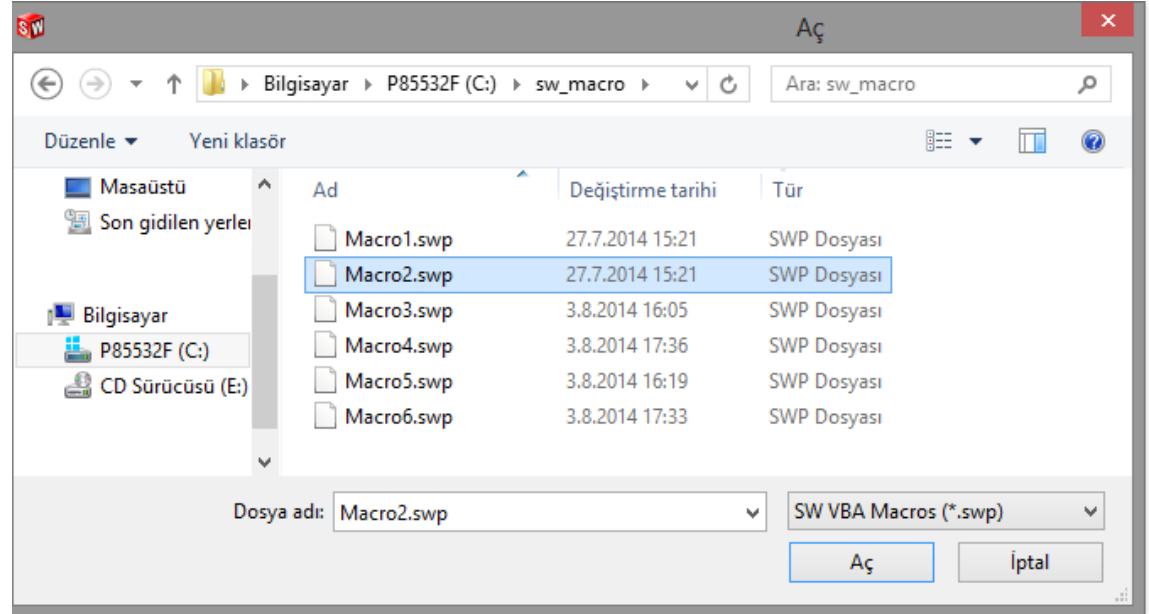 SW
Aç
Bilgisayar P85532F (C:) sw_macro Ara: sw_macro
Düzenle Yeni klasör
Masaüstü
Son gidilen yerler
Bilgisayar
P85532F (C:)
CD Sürücüsü (E:)
Ad Değiştirme tarihi Tür
Macro1.swp 27.7.2014 15:21 SWP Dosyası
Macro2.swp 27.7.2014 15:21 SWP Dosyası
Macro3.swp 3.8.2014 16:05 SWP Dosyası
Macro4.swp 3.8.2014 17:36 SWP Dosyası
Macro5.swp 3.8.2014 16:19 SWP Dosyası
Macro6.swp 3.8.2014 17:33 SWP Dosyası
Dosya adı: Macro2.swp SW VBA Macros (*.swp)
Aç İptal